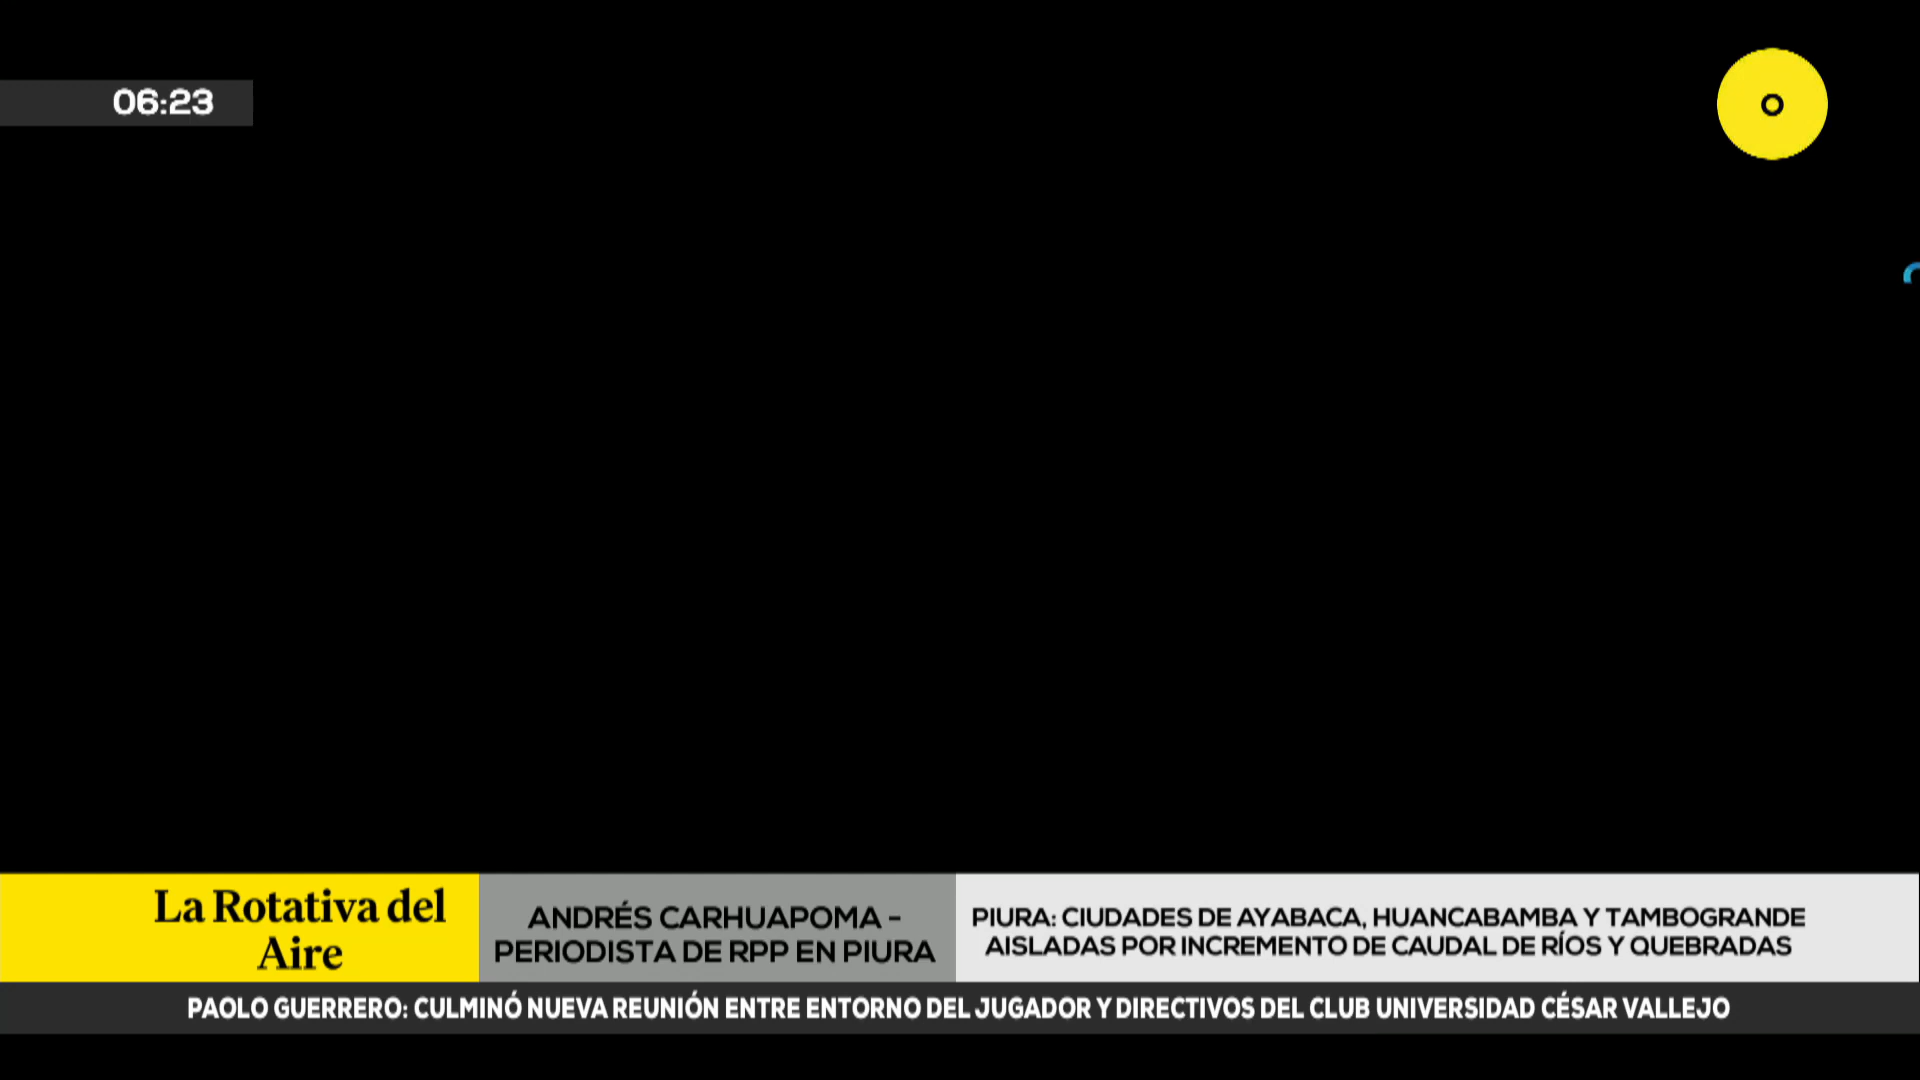 06:23
La Rotativa del
Aire
ANDRÉS CARHUAPOMA -
PERIODISTA DE RPP EN PIURA
PIURA: CIUDADES DE AYABACA, HUANCABAMBA Y TAMBOGRANDE
AISLADAS POR INCREMENTO DE CAUDAL DE RÍOS Y QUEBRADAS
PAOLO GUERRERO: CULMINÓ NUEVA REUNIÓN ENTRE ENTORNO DEL JUGADOR Y DIRECTIVOS DEL CLUB UNIVERSIDAD CÉSAR VALLEJO